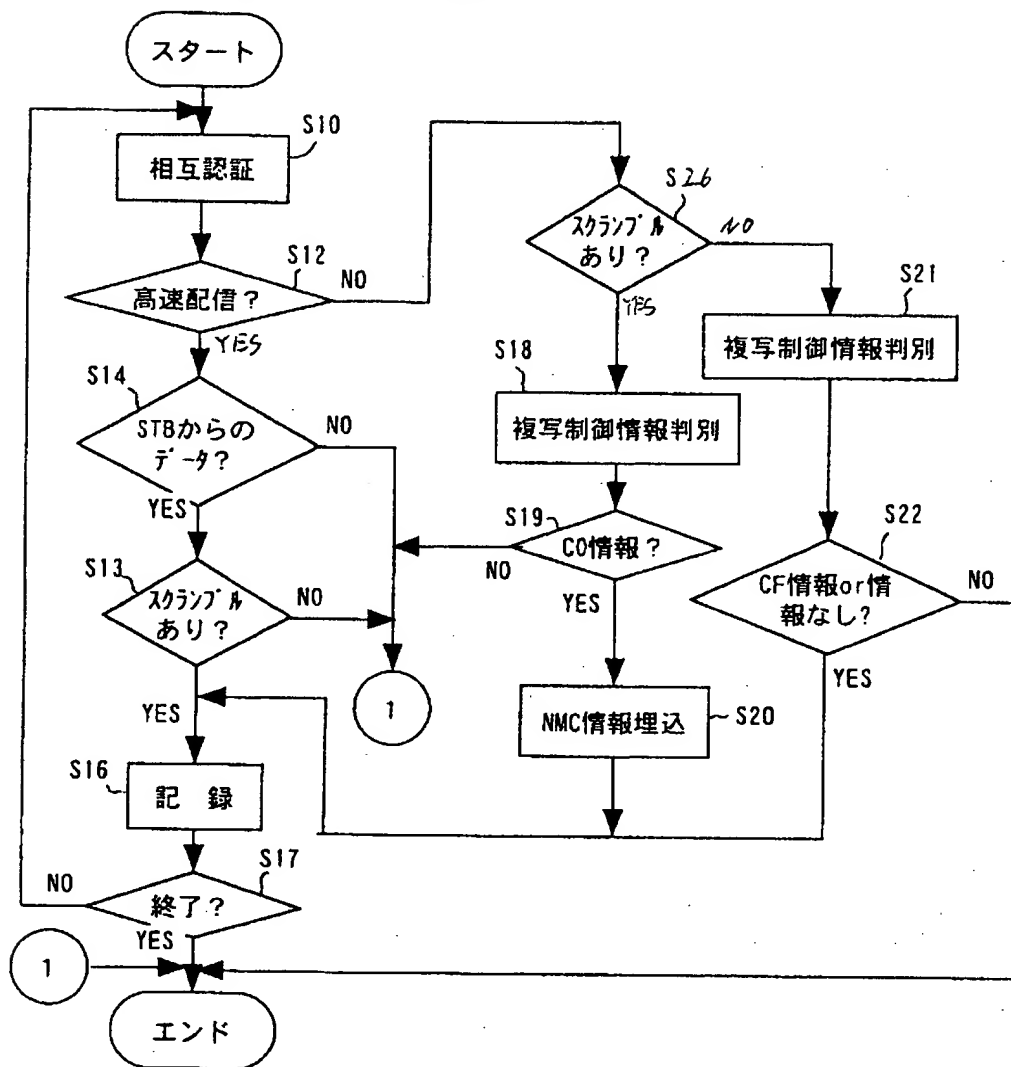 スタート
S10
相互認証
S12
高速配信?
NO
YES
S14
STBからの
データ?
NO
YES
S13
スクランブル
あり?
NO
YES
1
S16
記 録
S17
終了?
NO
YES
1
エンド
S26
スクランブル
あり?
NO
YES
S18
複写制御情報判別
S19
CO情報?
NO
YES
NMC情報埋込
S20
S21
複写制御情報判別
S22
CF情報or情
報なし?
NO
YES